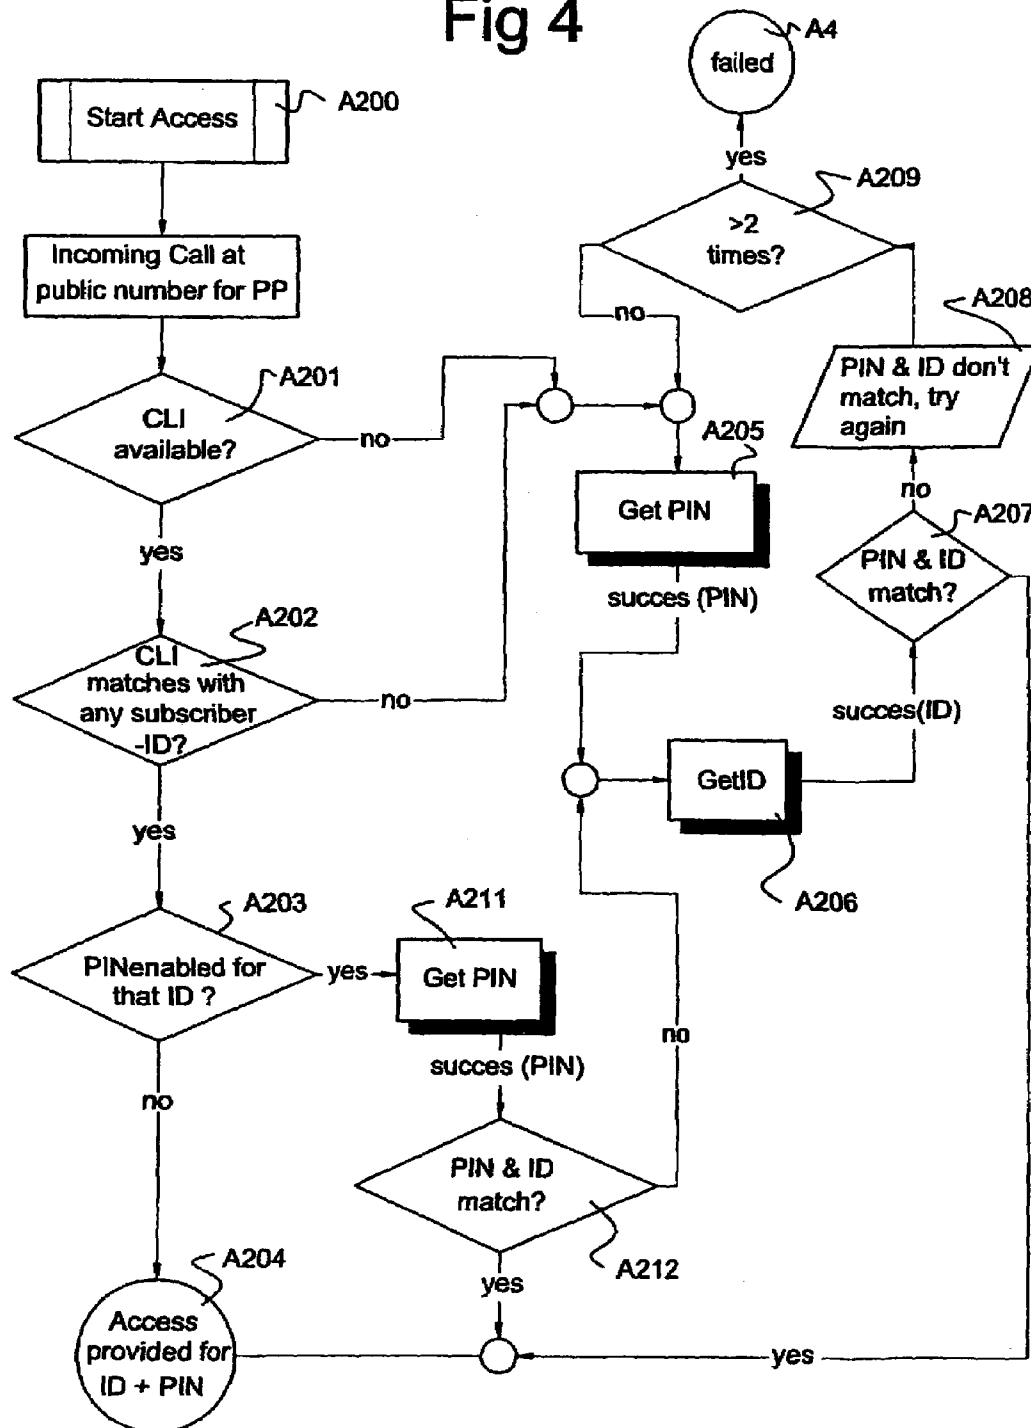 Fig 4
A4
failed
Start Access
A200
yes
A209
>2
times?
Incoming Call at
public number for PP
no
A208
PIN & ID don't
match, try
again
A201
CLI
available?
no
A205
Get PIN
no
A207
PIN & ID
match?
yes
succes (PIN)
A202
CLI
matches with
any subscriber
-ID?
no
succes(ID)
GetID
yes
A206
A203
PINenabled for
that ID ?
yes
A211
Get PIN
no
succes (PIN)
no
PIN & ID
match?
A212
A204
yes
Access
provided for
ID + PIN
yes